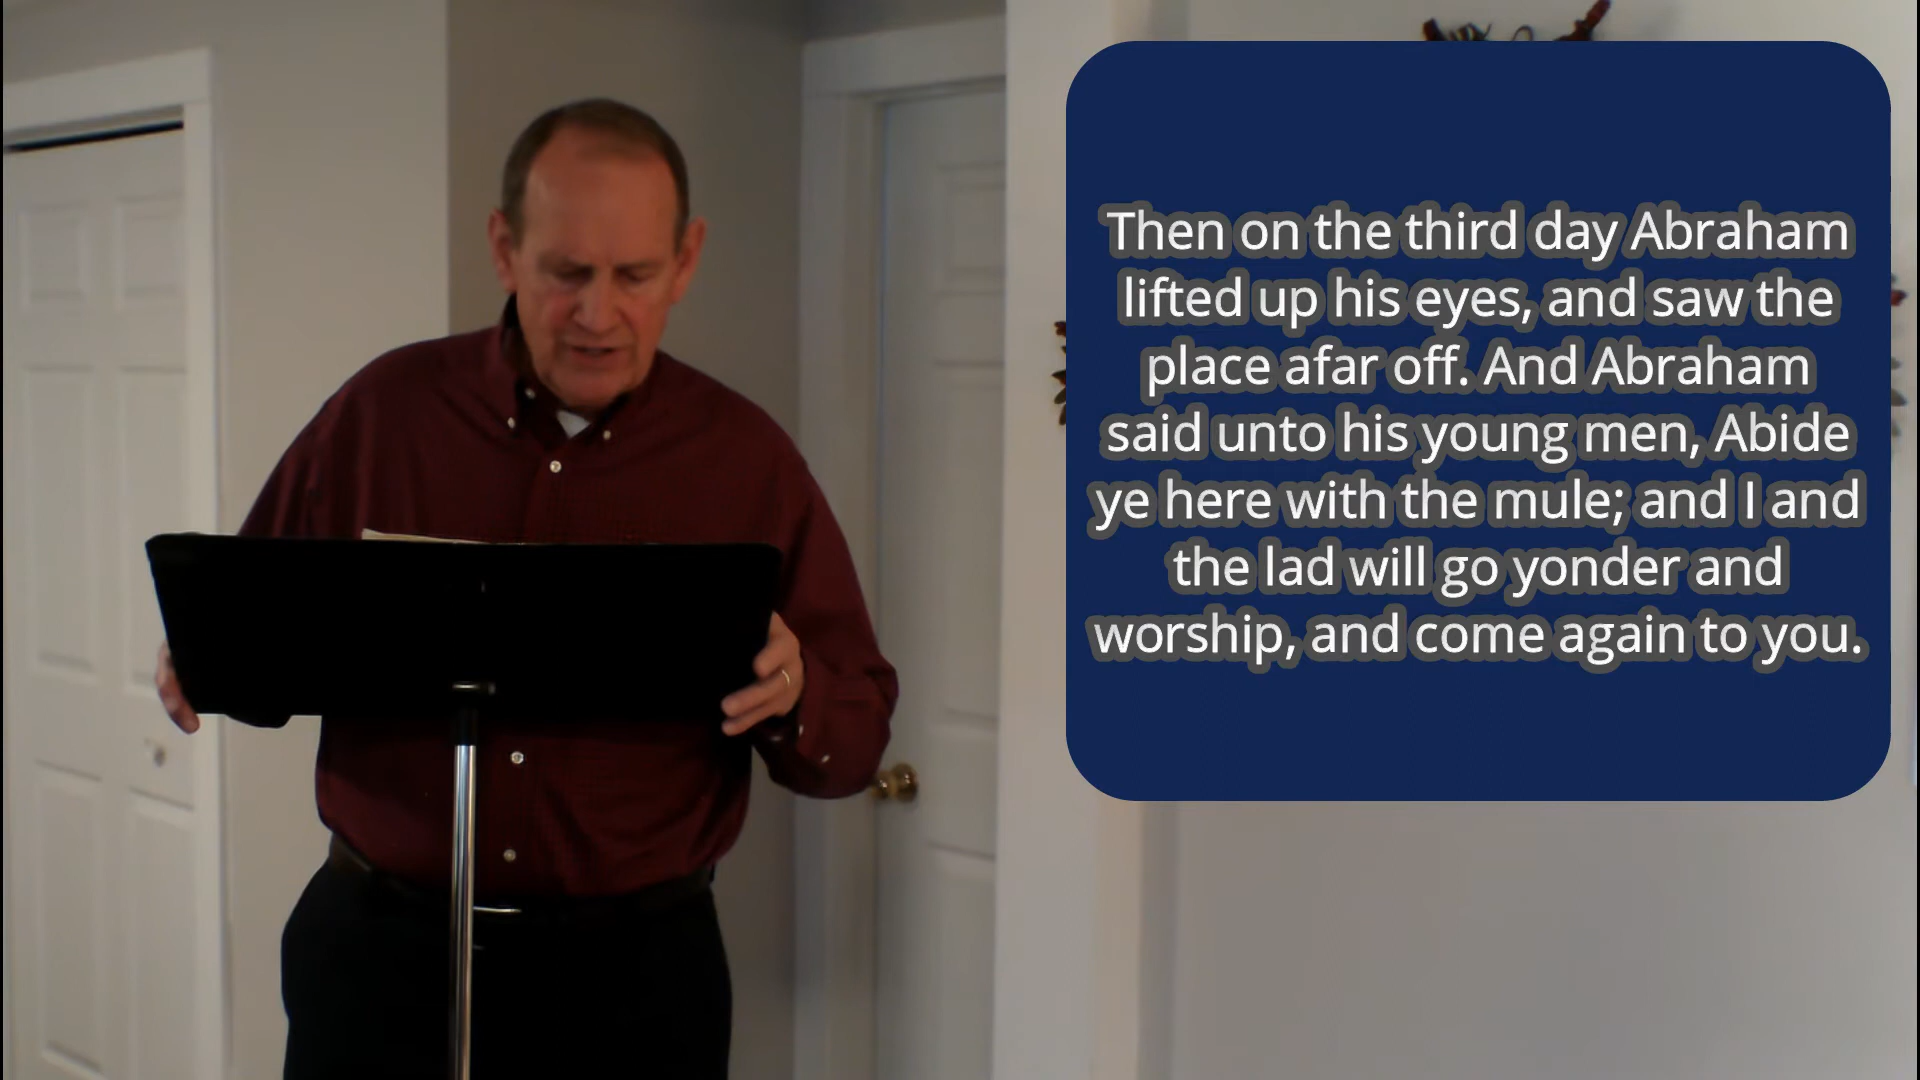 Then on the third day Abraham
lifted up his eyes, and saw the
place afar off. And Abraham
said unto his young men, Abide
ye here with the mule; and I and
the lad will go yonder and
worship, and come again to you.